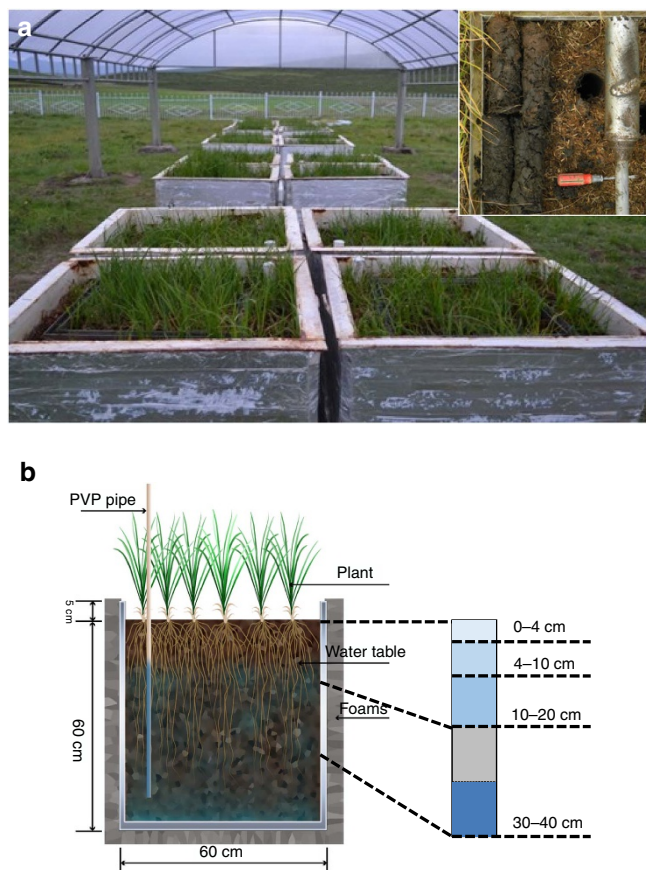 a
b
PVP pipe
Plant
5 cm
0–4 cm
Water table
4–10 cm
Foams
10–20 cm
60 cm
30–40 cm
60 cm